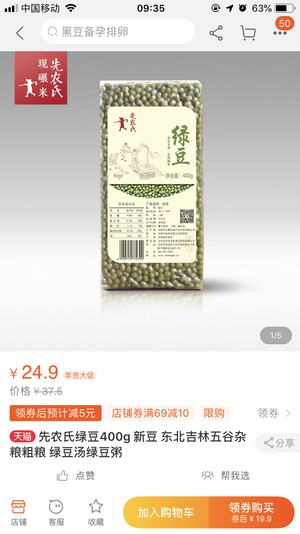 中国移动
09:35
63%
黑豆备孕排卵
50
先农氏
现碾米
先农氏
绿豆
净含量:400g
1/5
¥24.9 年货大促
价格 ¥37.5
领券后预计减5元 店铺券满69减10 限购 领券
天猫 先农氏绿豆400g 新豆 东北吉林五谷杂
粮粗粮 绿豆汤绿豆粥
分享
点赞
帮我选
店铺
客服
收藏
加入购物车
领券购买
券后¥19.9